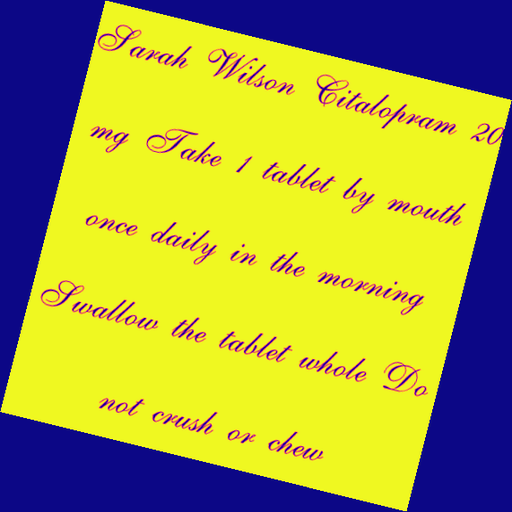 Sarah Wilson Citalopram 20
mg Take 1 tablet by mouth
once daily in the morning
Swallow the tablet whole Do
not crush or chew